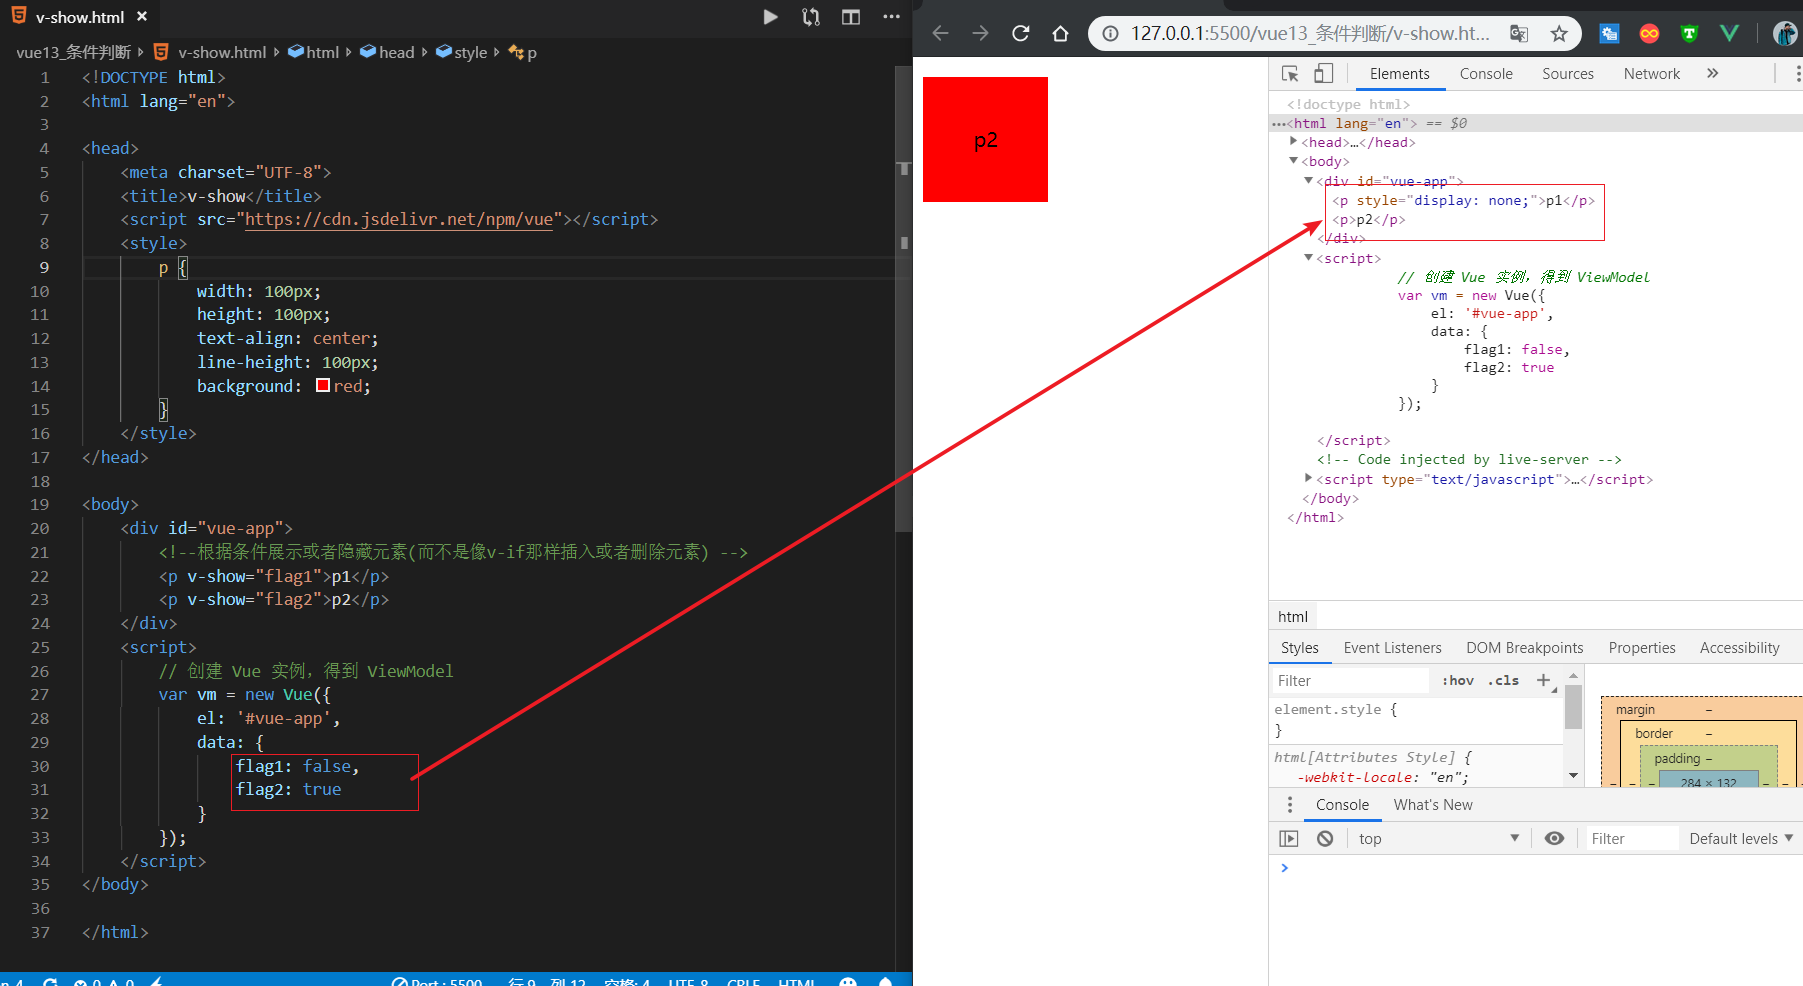 v-show.html ×
vue13_条件判断 › v-show.html › html › head › style › p
1 <!DOCTYPE html>
2 <html lang="en">
3
4 <head>
5 <meta charset="UTF-8">
6 <title>v-show</title>
7 <script src="https://cdn.jsdelivr.net/npm/vue"></script>
8 <style>
9 p {
10 width: 100px;
11 height: 100px;
12 text-align: center;
13 line-height: 100px;
14 background: red;
15 }
16 </style>
17 </head>
18
19 <body>
20 <div id="vue-app">
21 <!--根据条件展示或者隐藏元素(而不是像v-if那样插入或者删除元素) -->
22 <p v-show="flag1">p1</p>
23 <p v-show="flag2">p2</p>
24 </div>
25 <script>
26 // 创建 Vue 实例，得到 ViewModel
27 var vm = new Vue({
28 el: '#vue-app',
29 data: {
30 flag1: false,
31 flag2: true
32 }
33 });
34 </script>
35 </body>
36
37 </html>
Port : 5500 行 9，列 12 空格: 4 UTF-8 CRLF HTML
127.0.0.1:5500/vue13_条件判断/v-show.ht...
p2
Elements Console Sources Network »
<!doctype html>
<html lang="en"> == $0
<head>…</head>
<body>
<div id="vue-app">
<p style="display: none;">p1</p>
<p>p2</p>
</div>
<script>
// 创建 Vue 实例，得到 ViewModel
var vm = new Vue({
el: '#vue-app',
data: {
flag1: false,
flag2: true
}
});
</script>
<!-- Code injected by live-server -->
<script type="text/javascript">…</script>
</body>
</html>
html
Styles Event Listeners DOM Breakpoints Properties Accessibility
Filter :hov .cls +
element.style {
}
html[Attributes Style] {
-webkit-locale: "en";
margin –
border –
padding –
284 × 132
Console What's New
top Filter Default levels